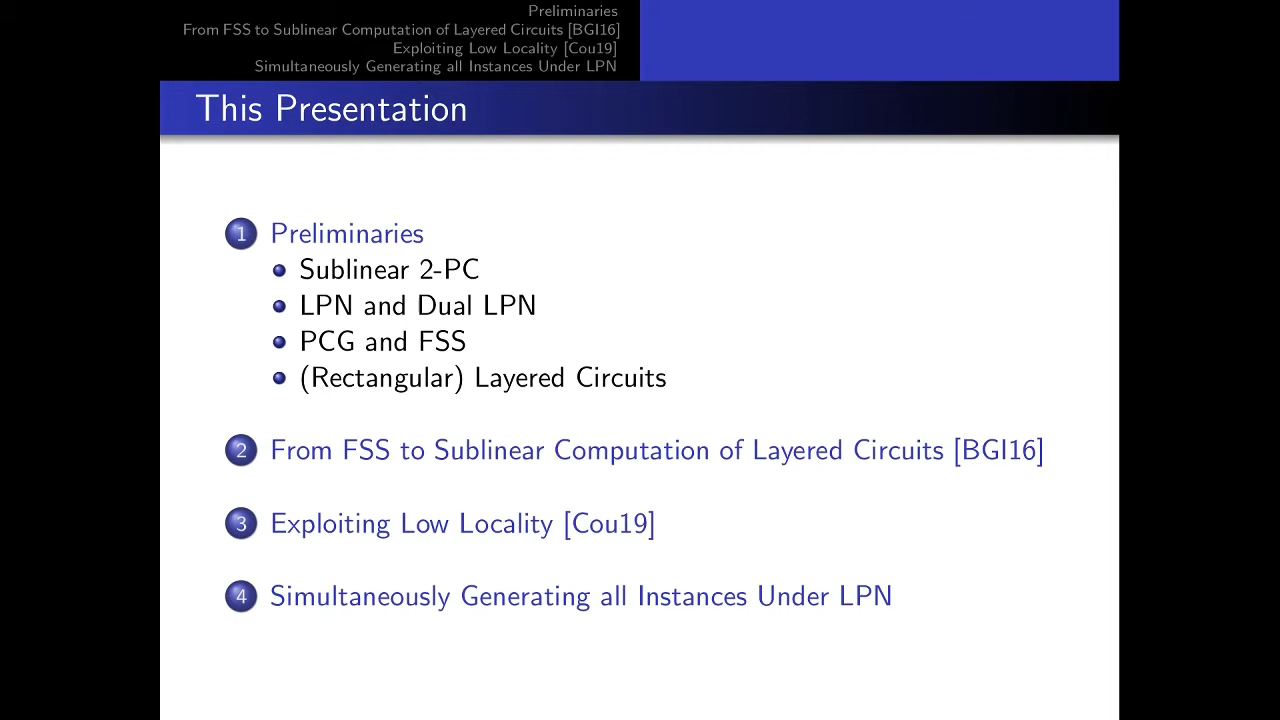 Preliminaries
From FSS to Sublinear Computation of Layered Circuits [BGI16]
Exploiting Low Locality [Cou19]
Simultaneously Generating all Instances Under LPN
This Presentation
1 Preliminaries
Sublinear 2-PC
LPN and Dual LPN
PCG and FSS
(Rectangular) Layered Circuits
2 From FSS to Sublinear Computation of Layered Circuits [BGI16]
3 Exploiting Low Locality [Cou19]
4 Simultaneously Generating all Instances Under LPN